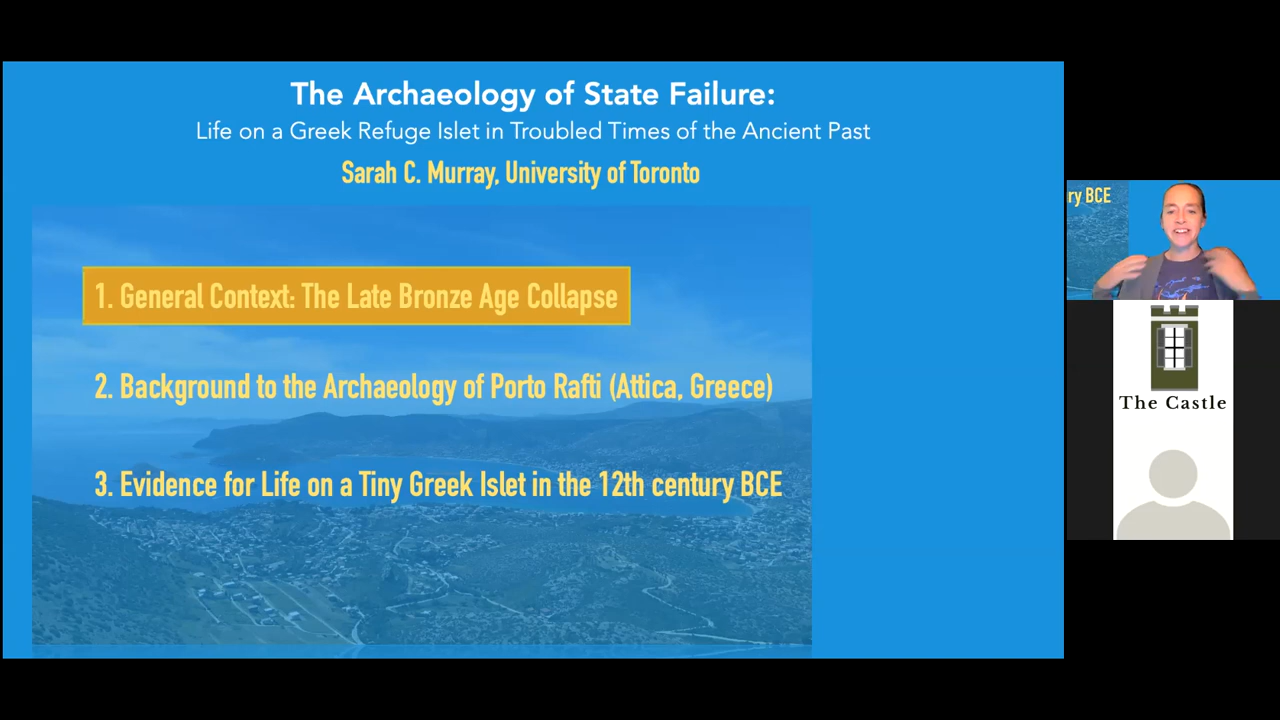 The Archaeology of State Failure:
Life on a Greek Refuge Islet in Troubled Times of the Ancient Past
Sarah C. Murray, University of Toronto
1. General Context: The Late Bronze Age Collapse
2. Background to the Archaeology of Porto Rafti (Attica, Greece)
3. Evidence for Life on a Tiny Greek Islet in the 12th century BCE
ry BCE
The Castle